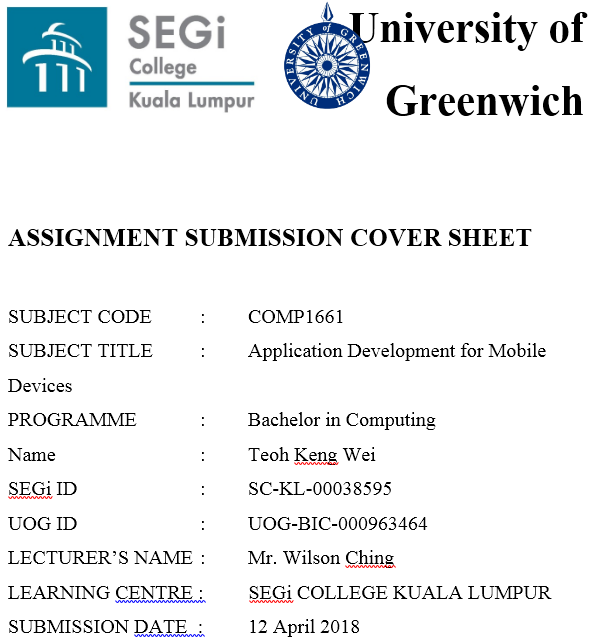 SEGi
College
Kuala Lumpur
UNIVERSITY of GREENWICH
University of
Greenwich
ASSIGNMENT SUBMISSION COVER SHEET
SUBJECT CODE : COMP1661
SUBJECT TITLE : Application Development for Mobile
Devices
PROGRAMME : Bachelor in Computing
Name : Teoh Keng Wei
SEGi ID : SC-KL-00038595
UOG ID : UOG-BIC-000963464
LECTURER’S NAME : Mr. Wilson Ching
LEARNING CENTRE : SEGi COLLEGE KUALA LUMPUR
SUBMISSION DATE : 12 April 2018